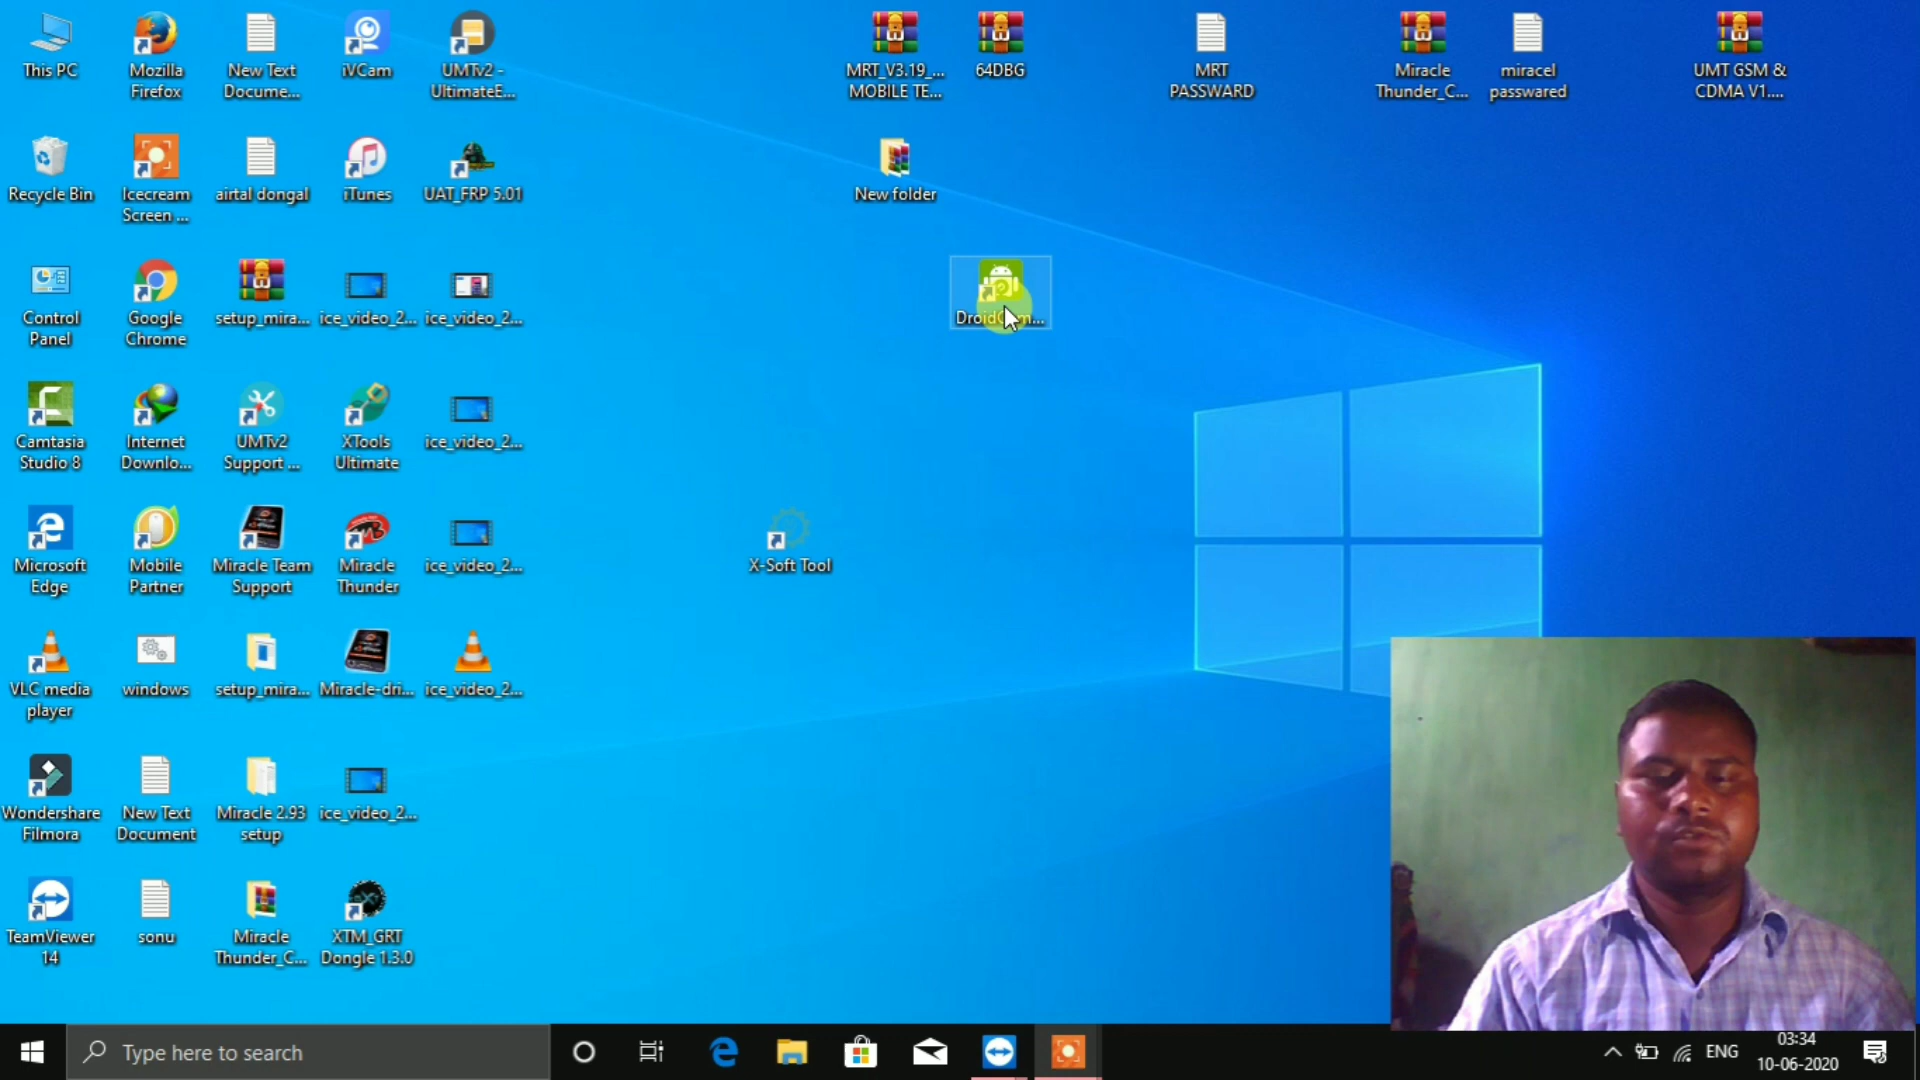 This PC
Mozilla
Firefox
New Text
Docume...
iVCam
UMTv2 -
UltimateE...
MRT_V3.19_...
MOBILE TE...
64DBG
MRT
PASSWARD
Miracle
Thunder_C...
miracel
passwared
UMT GSM &
CDMA V1....
Recycle Bin
Icecream
Screen ...
airtal dongal
iTunes
UAT_FRP 5.01
New folder
Control
Panel
Google
Chrome
setup_mira...
ice_video_2...
ice_video_2...
Camtasia
Studio 8
Internet
Downlo...
UMTv2
Support ...
XTools
Ultimate
ice_video_2...
Microsoft
Edge
Mobile
Partner
Miracle Team
Support
Miracle
Thunder
ice_video_2...
X-Soft Tool
VLC media
player
windows
setup_mira...
Miracle-dri...
ice_video_2...
Wondershare
Filmora
New Text
Document
Miracle 2.93
setup
ice_video_2...
TeamViewer
14
sonu
Miracle
Thunder_C...
XTM_GRT
Dongle 1.3.0
Type here to search
ENG
03:34
10-06-2020